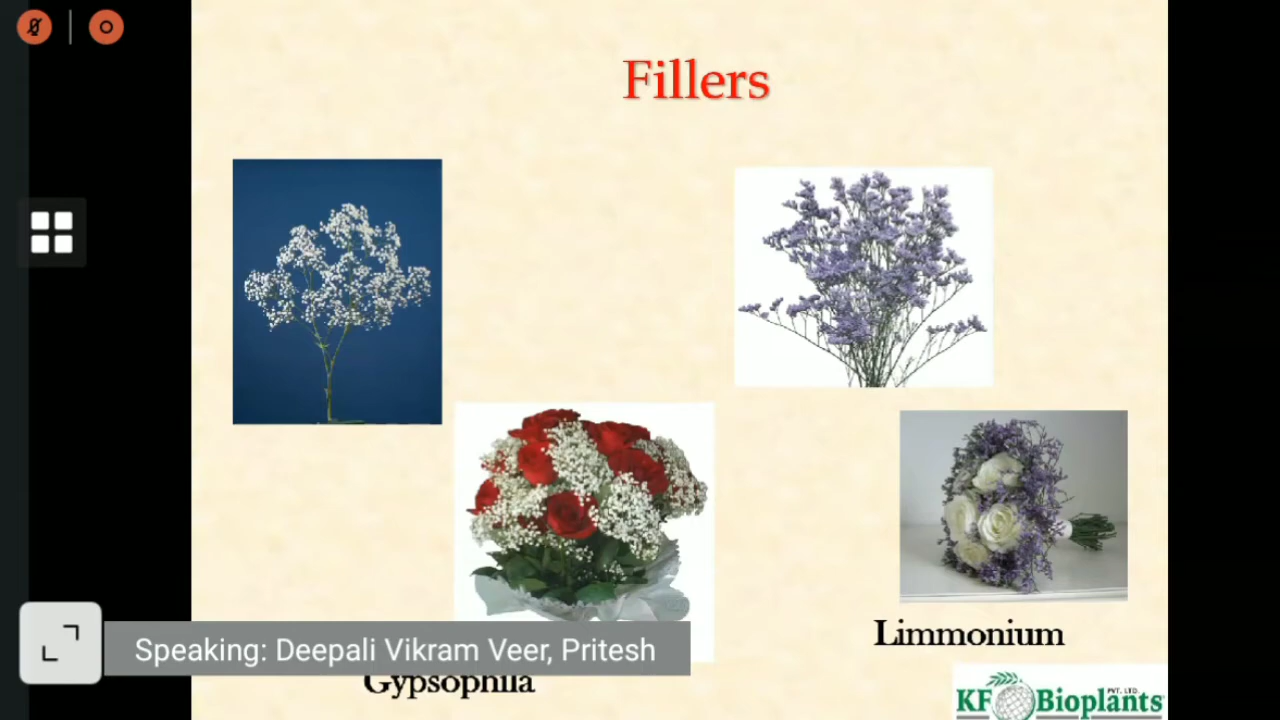 Fillers
Limmonium
Speaking: Deepali Vikram Veer, Pritesh
Gypsophila
KF Bioplants PVT. LTD.